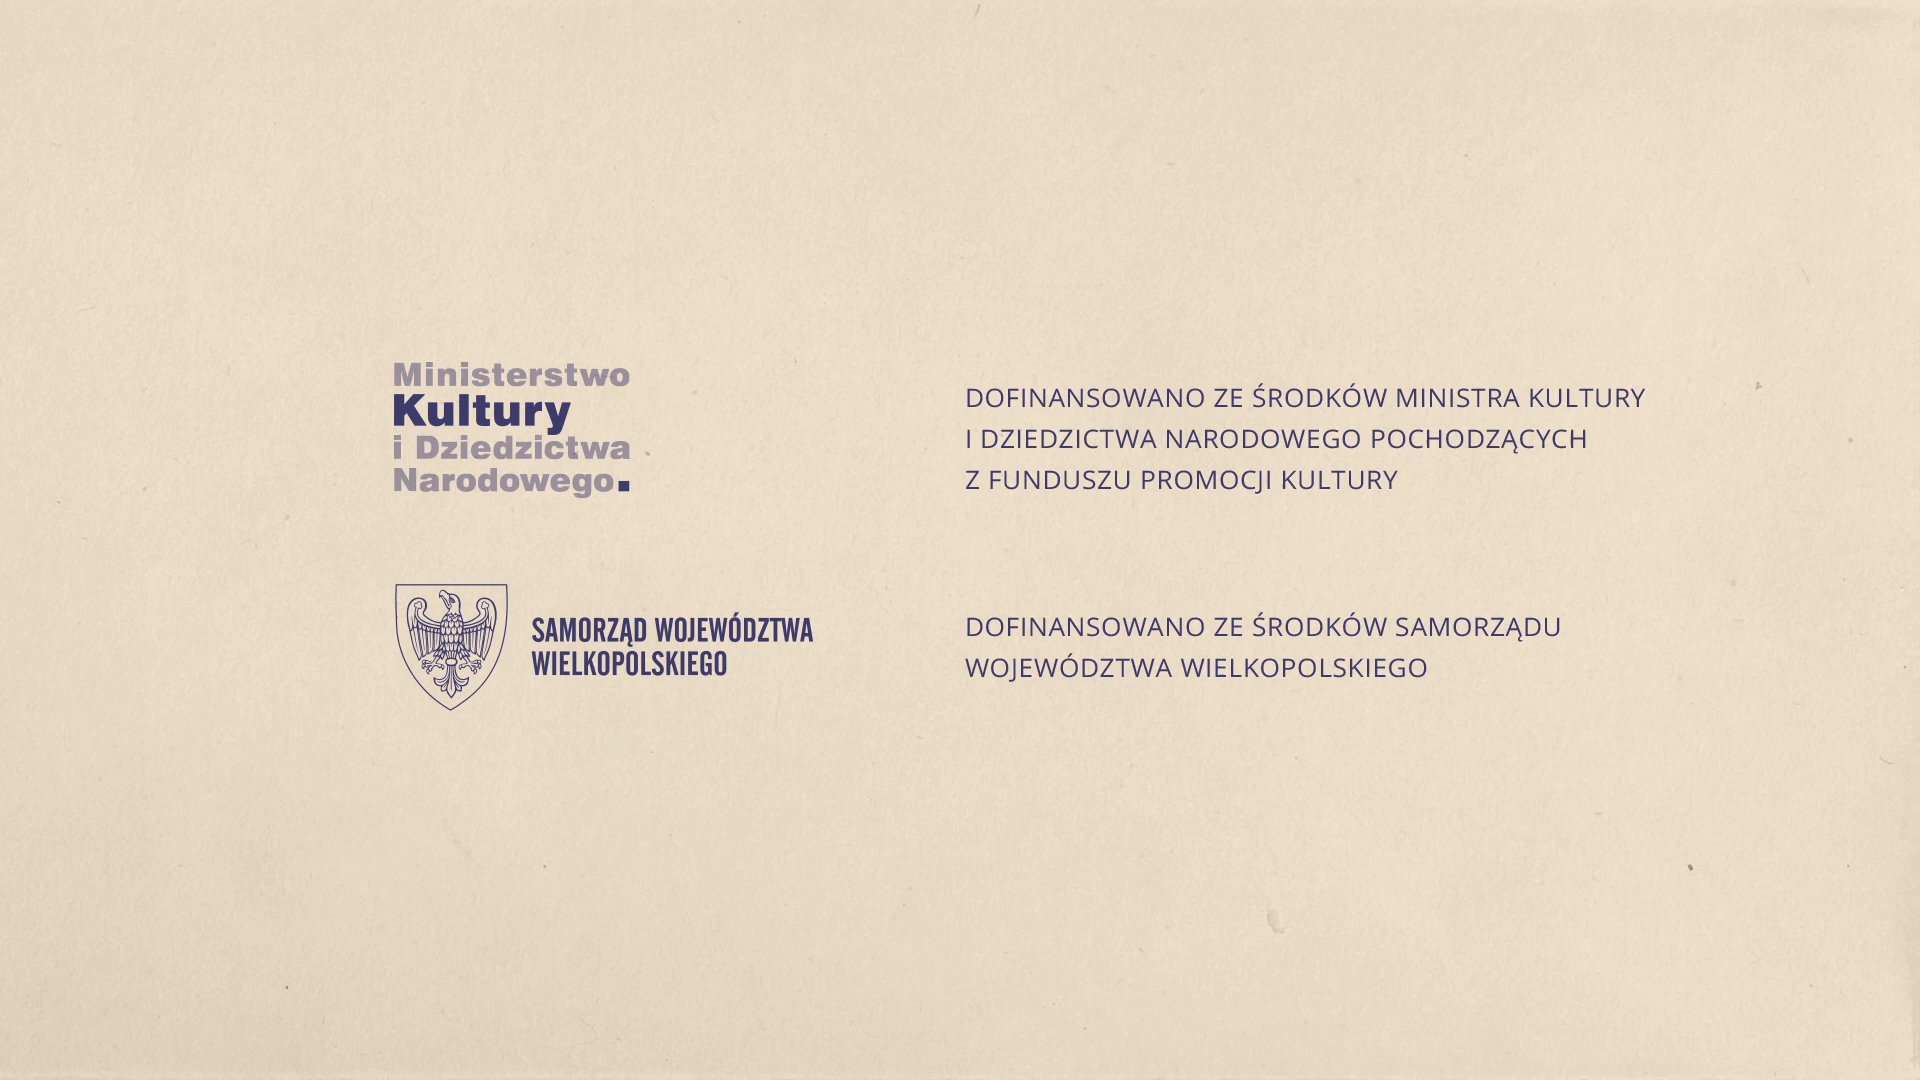 Ministerstwo
Kultury
i Dziedzictwa
Narodowego.
DOFINANSOWANO ZE ŚRODKÓW MINISTRA KULTURY
I DZIEDZICTWA NARODOWEGO POCHODZĄCYCH
Z FUNDUSZU PROMOCJI KULTURY
SAMORZĄD WOJEWÓDZTWA
WIELKOPOLSKIEGO
DOFINANSOWANO ZE ŚRODKÓW SAMORZĄDU
WOJEWÓDZTWA WIELKOPOLSKIEGO